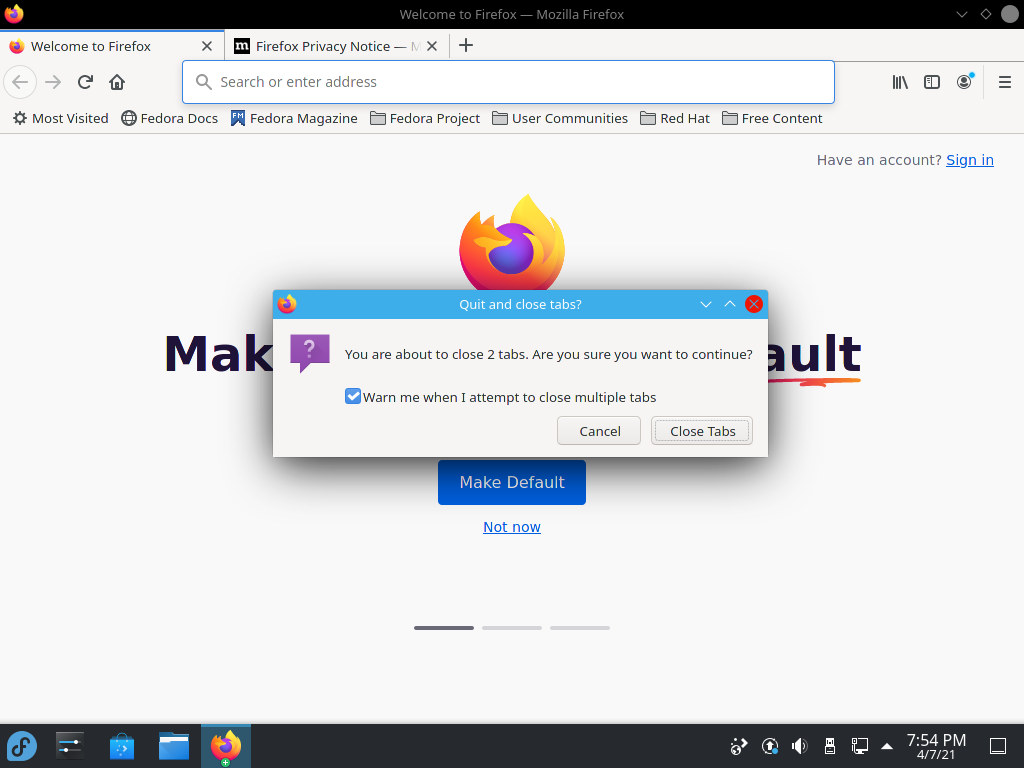 Welcome to Firefox — Mozilla Firefox
Welcome to Firefox
Firefox Privacy Notice —
Search or enter address
Most Visited
Fedora Docs
Fedora Magazine
Fedora Project
User Communities
Red Hat
Free Content
Have an account? Sign in
Quit and close tabs?
You are about to close 2 tabs. Are you sure you want to continue?
Warn me when I attempt to close multiple tabs
Cancel
Close Tabs
Make Default
Not now
7:54 PM
4/7/21